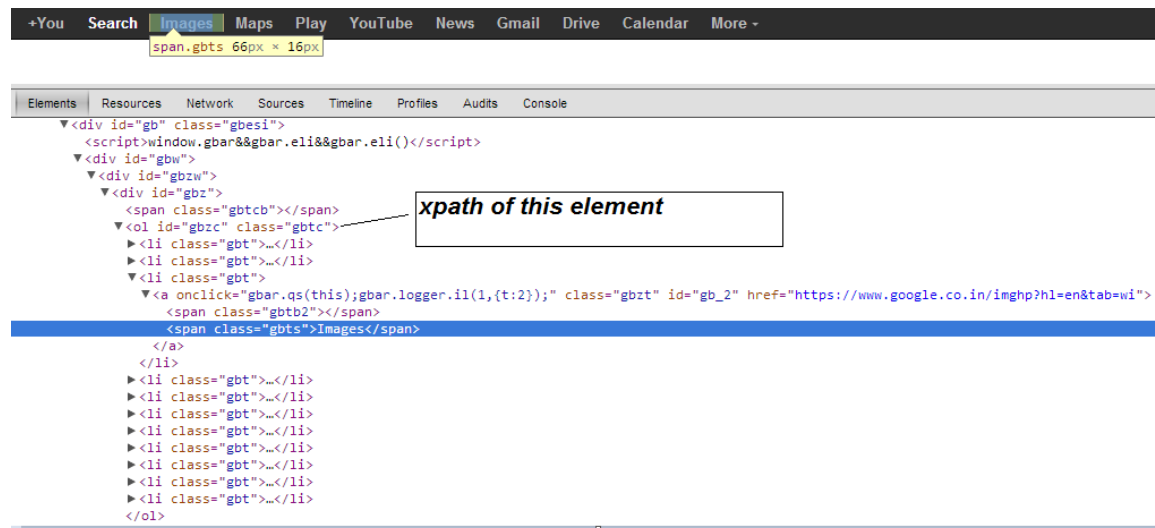 +You Search Images Maps Play YouTube News Gmail Drive Calendar More
span.gbts 66px × 16px
Elements Resources Network Sources Timeline Profiles Audits Console
▼<div id="gb" class="gbesi">
<script>window.gbar&&gbar.eli&&gbar.eli()</script>
▼<div id="gbw">
▼<div id="gbzw">
▼<div id="gbz">
<span class="gbtcb"></span>
xpath of this element
▼<ol id="gbzc" class="gbtc">
▶<li class="gbt">…</li>
▶<li class="gbt">…</li>
▼<li class="gbt">
▼<a onclick="gbar.qs(this);gbar.logger.il(1,{t:2});" class="gbzt" id="gb_2" href="https://www.google.co.in/imghp?hl=en&tab=wi">
<span class="gbtb2"></span>
<span class="gbts">Images</span>
</a>
</li>
▶<li class="gbt">…</li>
▶<li class="gbt">…</li>
▶<li class="gbt">…</li>
▶<li class="gbt">…</li>
▶<li class="gbt">…</li>
▶<li class="gbt">…</li>
▶<li class="gbt">…</li>
▶<li class="gbt">…</li>
</ol>